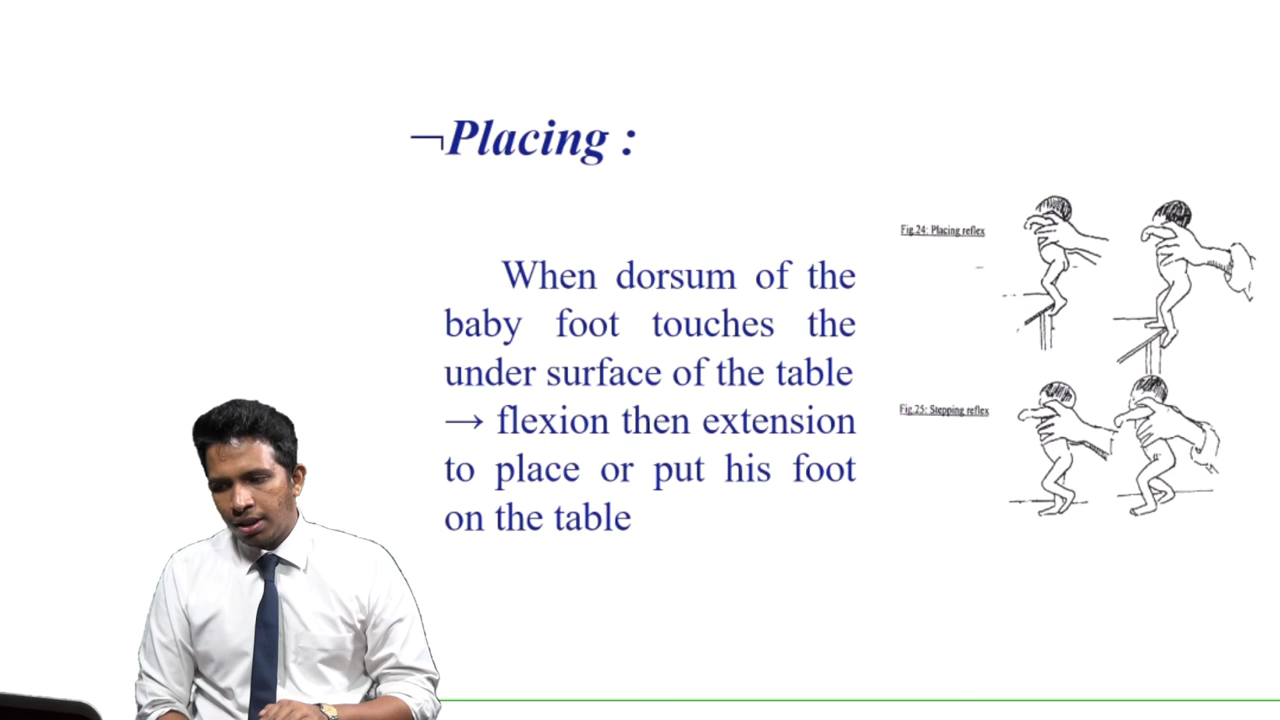 ¬Placing :
When dorsum of the
baby foot touches the
under surface of the table
→ flexion then extension
to place or put his foot
on the table
Fig.24: Placing reflex
Fig.25: Stepping reflex